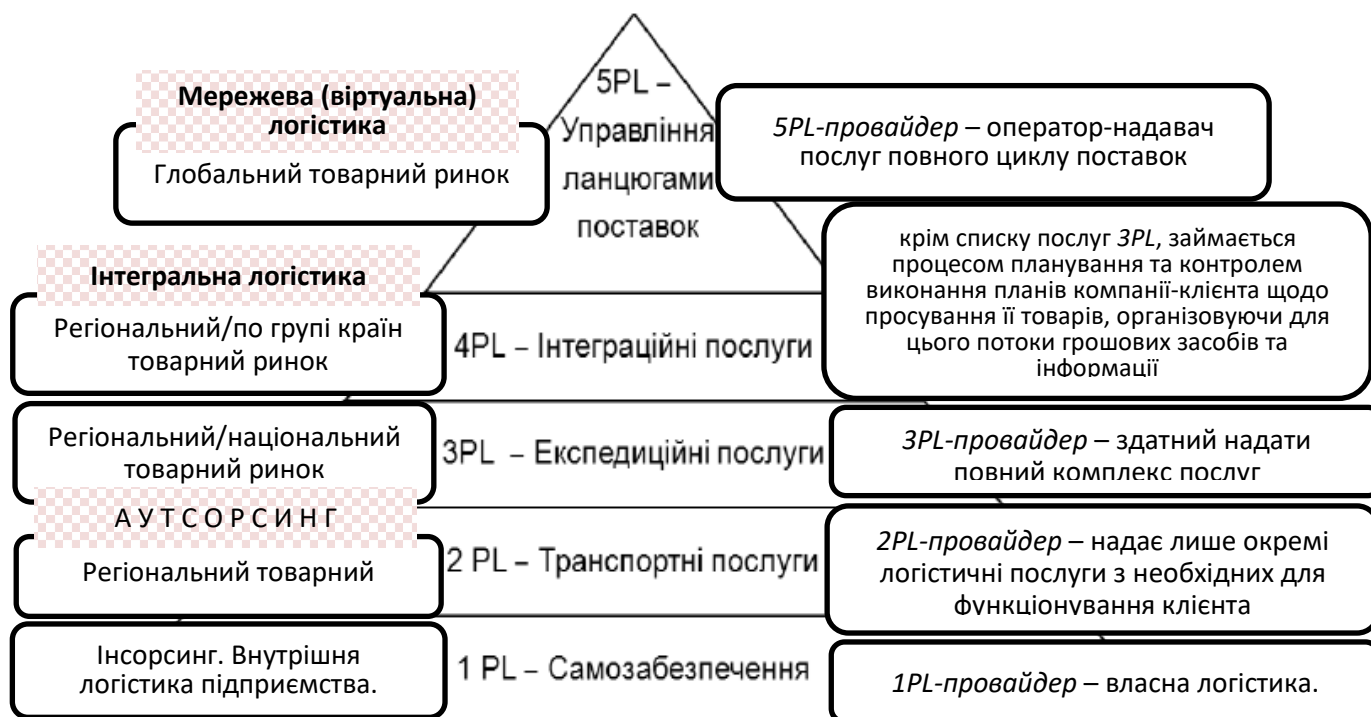 Мережева (віртуальна)
логістика
Глобальний товарний ринок
5PL –
Управління
ланцюгами
поставок
5PL-провайдер – оператор-надавач
послуг повного циклу поставок
Інтегральна логістика
Регіональний/по групі країн
товарний ринок
4PL – Інтеграційні послуги
крім списку послуг 3PL, займається
процесом планування та контролем
виконання планів компанії-клієнта щодо
просування її товарів, організовуючи для
цього потоки грошових засобів та
інформації
Регіональний/національний
товарний ринок
3PL – Експедиційні послуги
3PL-провайдер – здатний надати
повний комплекс послуг
АУТСОРСИНГ
Регіональний товарний
2 PL – Транспортні послуги
2PL-провайдер – надає лише окремі
логістичні послуги з необхідних для
функціонування клієнта
Інсорсинг. Внутрішня
логістика підприємства.
1 PL – Самозабезпечення
1PL-провайдер – власна логістика.